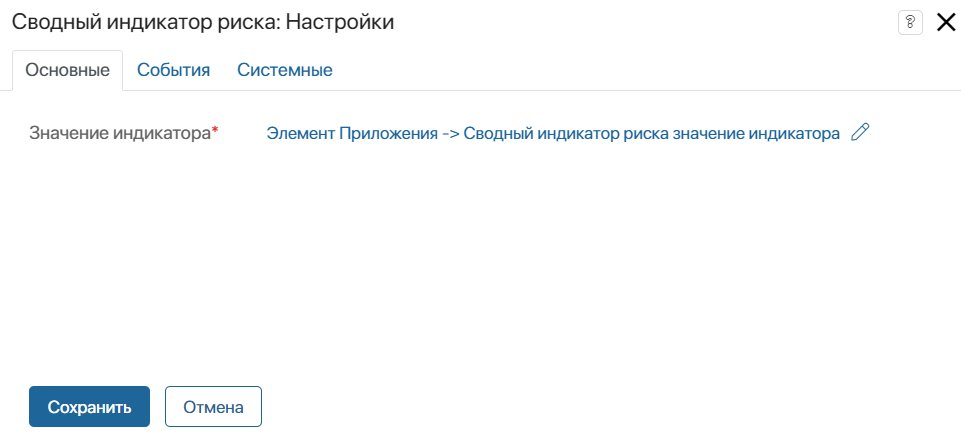 Сводный индикатор риска: Настройки
?
Основные События Системные
Значение индикатора* Элемент Приложения -> Сводный индикатор риска значение индикатора
Сохранить Отмена